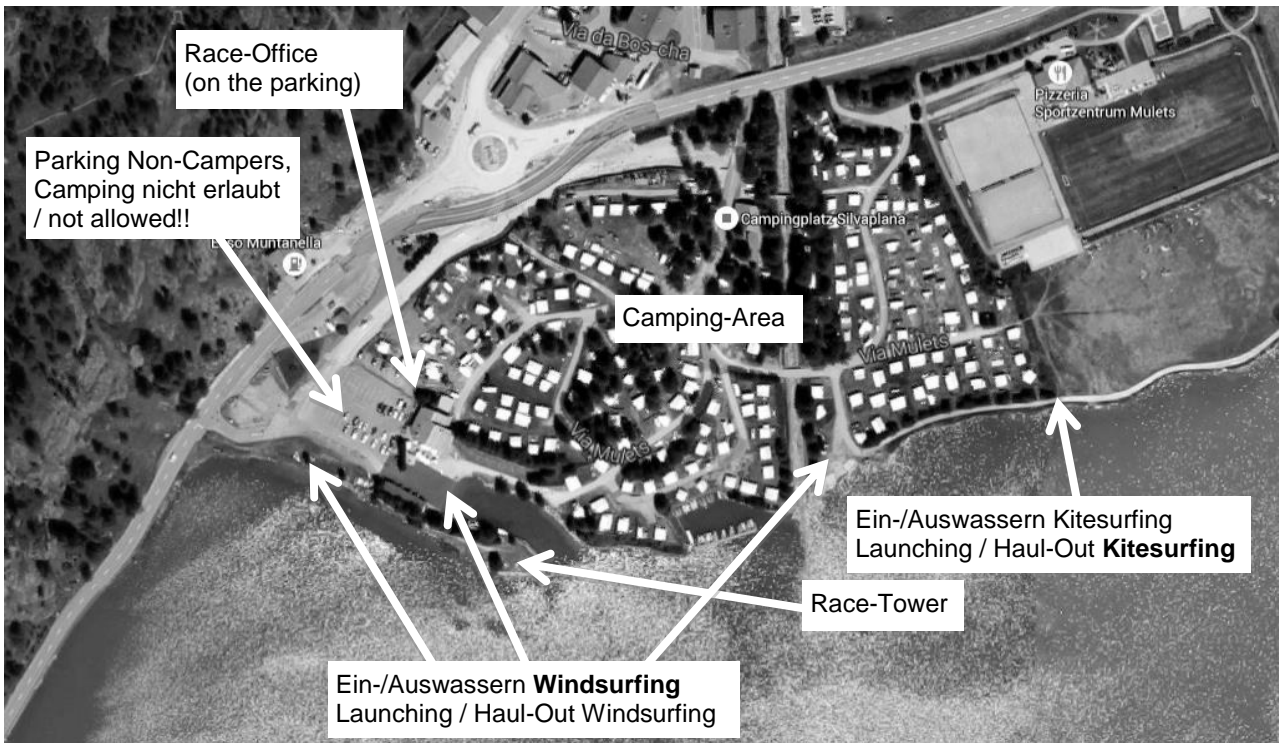 Via da Bos-cha
Race-Office
(on the parking)
Pizzeria
Sportzentrum Mulets
Parking Non-Campers,
Camping nicht erlaubt
/ not allowed!!
Campingplatz Silvaplana
Muntanella
Camping-Area
Via Mulets
Via Mulets
Ein-/Auswassern Kitesurfing
Launching / Haul-Out Kitesurfing
Race-Tower
Ein-/Auswassern Windsurfing
Launching / Haul-Out Windsurfing